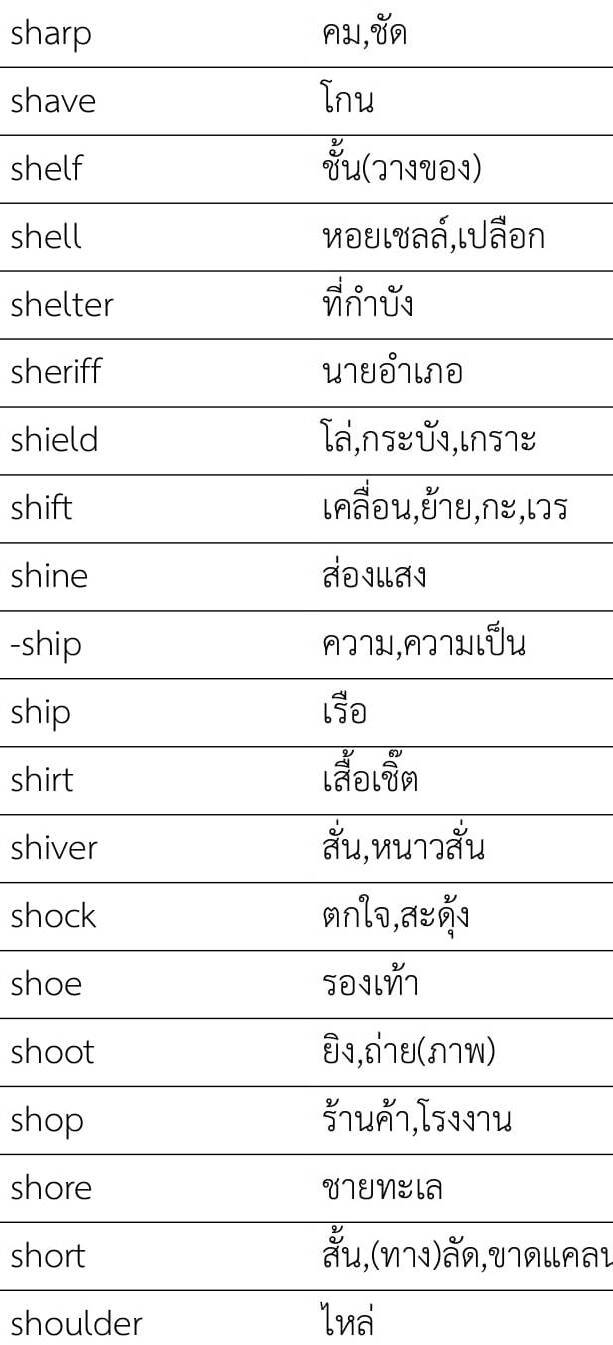 sharp คม,ชัด
shave โกน
shelf ชั้น(วางของ)
shell หอยเชลล์,เปลือก
shelter ที่กำบัง
sheriff นายอำเภอ
shield โล่,กระบัง,เกราะ
shift เคลื่อน,ย้าย,กะ,เวร
shine ส่องแสง
-ship ความ,ความเป็น
ship เรือ
shirt เสื้อเชิ๊ต
shiver สั่น,หนาวสั่น
shock ตกใจ,สะดุ้ง
shoe รองเท้า
shoot ยิง,ถ่าย(ภาพ)
shop ร้านค้า,โรงงาน
shore ชายทะเล
short สั้น,(ทาง)ลัด,ขาดแคลน
shoulder ไหล่